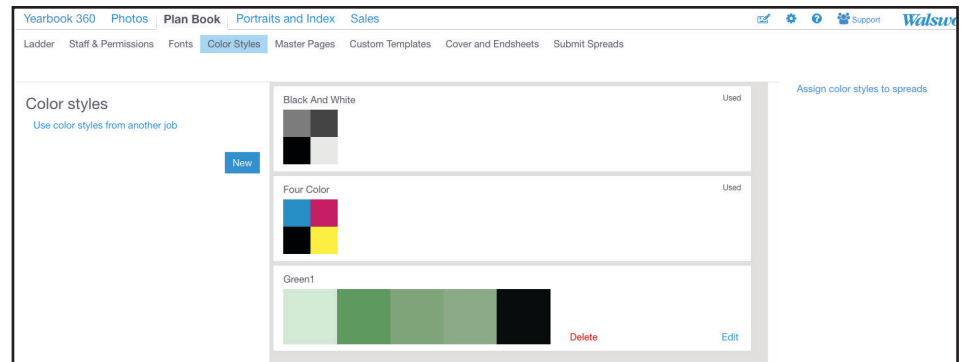 Yearbook 360 Photos Plan Book Portraits and Index Sales Support
Ladder Staff & Permissions Fonts Color Styles Master Pages Custom Templates Cover and Endsheets Submit Spreads
Color styles
Use color styles from another job
New
Black And White Used
Four Color Used
Green1
Delete Edit
Assign color styles to spreads